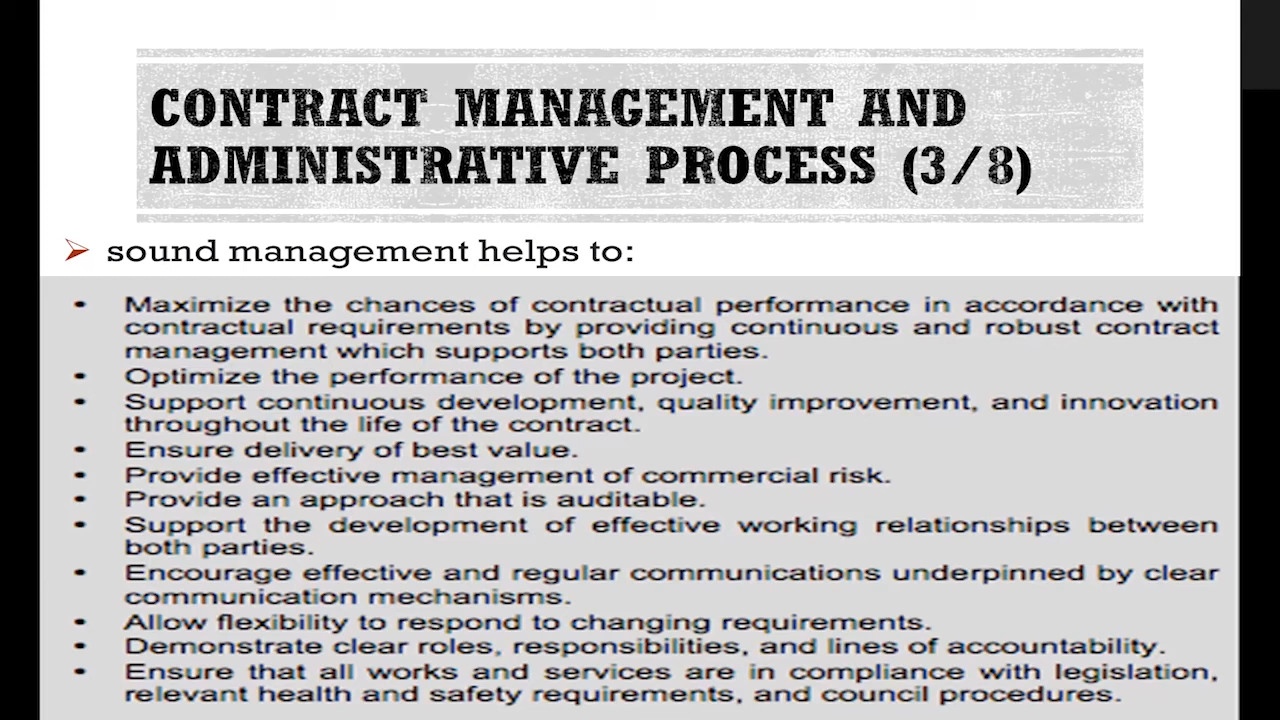 CONTRACT MANAGEMENT AND
ADMINISTRATIVE PROCESS (3/8)
➢ sound management helps to:
• Maximize the chances of contractual performance in accordance with
contractual requirements by providing continuous and robust contract
management which supports both parties.
• Optimize the performance of the project.
• Support continuous development, quality improvement, and innovation
throughout the life of the contract.
• Ensure delivery of best value.
• Provide effective management of commercial risk.
• Provide an approach that is auditable.
• Support the development of effective working relationships between
both parties.
• Encourage effective and regular communications underpinned by clear
communication mechanisms.
• Allow flexibility to respond to changing requirements.
• Demonstrate clear roles, responsibilities, and lines of accountability.
• Ensure that all works and services are in compliance with legislation,
relevant health and safety requirements, and council procedures.